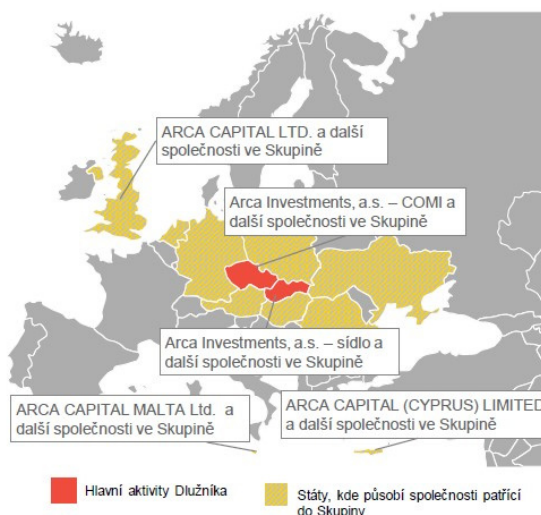 ARCA CAPITAL LTD. a další
společnosti ve Skupině
Arca Investments, a.s. – COMI a
další společnosti ve Skupině
Arca Investments, a.s. – sídlo a
další společnosti ve Skupině
ARCA CAPITAL MALTA Ltd. a
další společnosti ve Skupině
ARCA CAPITAL (CYPRUS) LIMITED
a další společnosti ve Skupině
Hlavní aktivity Dlužníka
Státy, kde působí společnosti patřící
do Skupiny